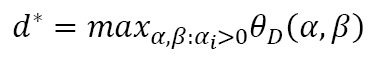 d* = max_{α,β:α_i>0} θ_D(α, β)